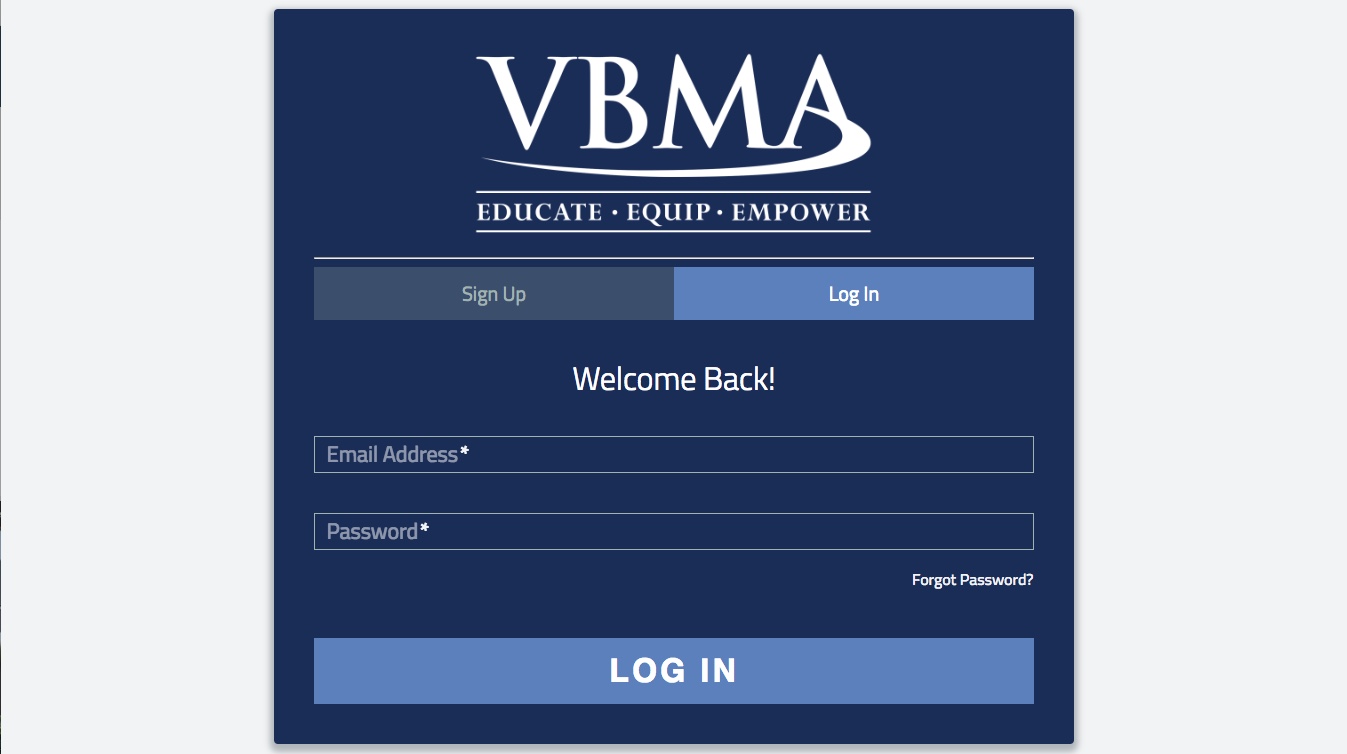 VBMA
EDUCATE · EQUIP · EMPOWER
Sign Up
Log In
Welcome Back!
Email Address*
Password*
Forgot Password?
LOG IN